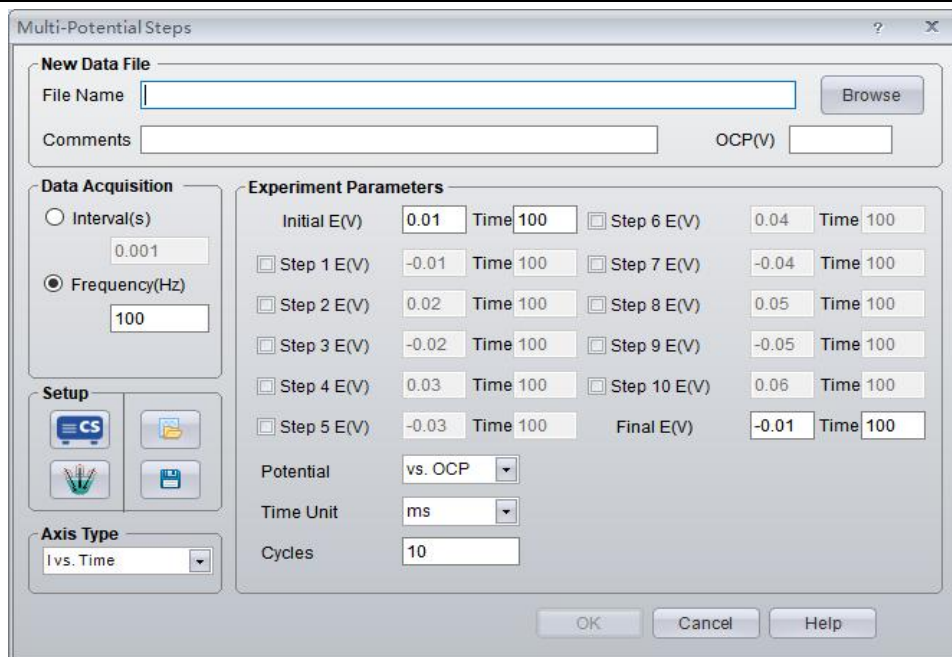 Multi-Potential Steps ?
New Data File
File Name Browse
Comments OCP(V)
Data Acquisition
Interval(s)
0.001
Frequency(Hz)
100
Setup
CS
Axis Type
I vs. Time
Experiment Parameters
Initial E(V) 0.01 Time 100 Step 6 E(V) 0.04 Time 100
Step 1 E(V) -0.01 Time 100 Step 7 E(V) -0.04 Time 100
Step 2 E(V) 0.02 Time 100 Step 8 E(V) 0.05 Time 100
Step 3 E(V) -0.02 Time 100 Step 9 E(V) -0.05 Time 100
Step 4 E(V) 0.03 Time 100 Step 10 E(V) 0.06 Time 100
Step 5 E(V) -0.03 Time 100 Final E(V) -0.01 Time 100
Potential vs. OCP
Time Unit ms
Cycles 10
OK Cancel Help